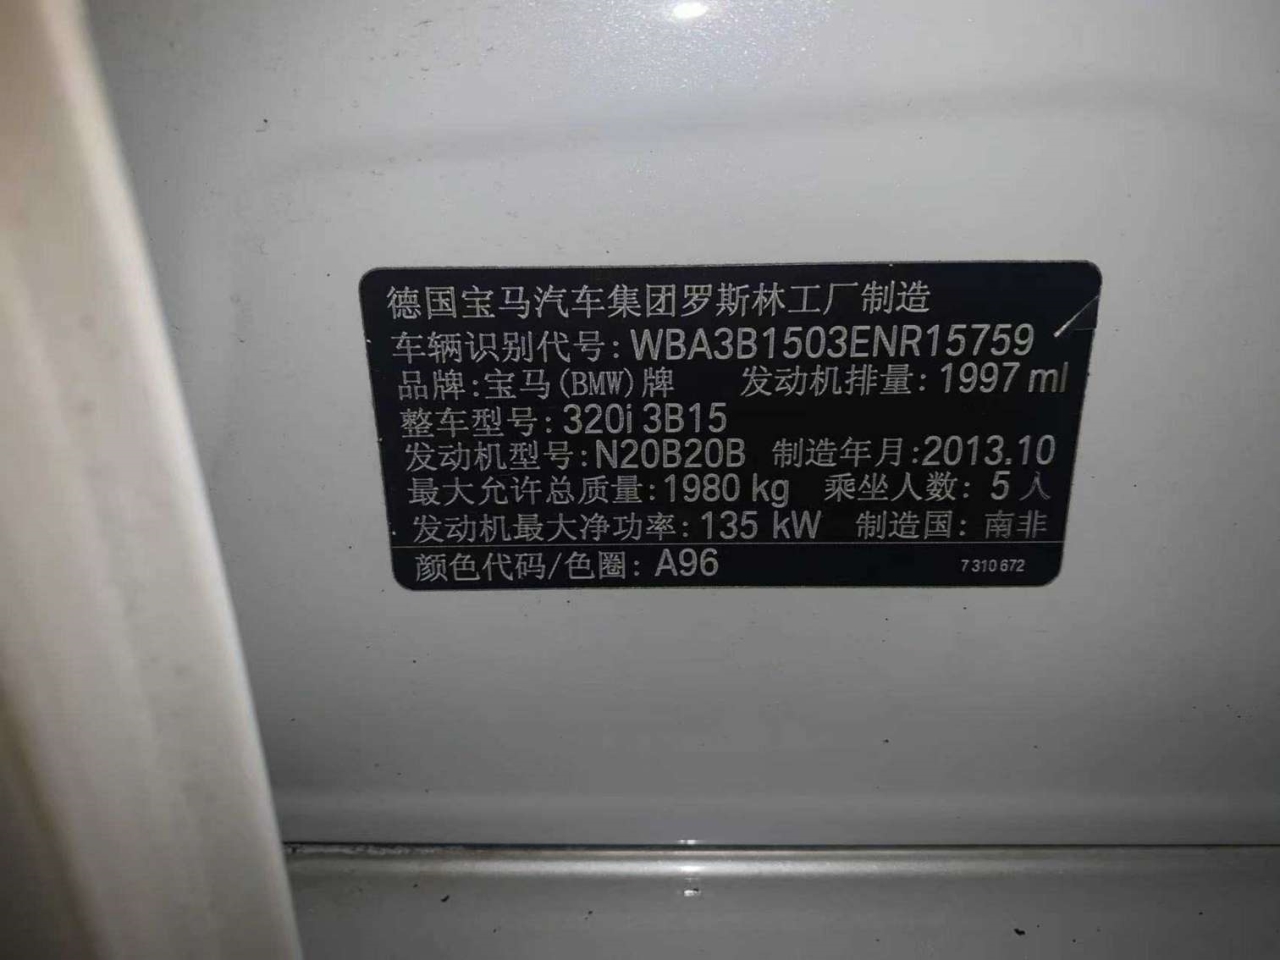 德国宝马汽车集团罗斯林工厂制造
车辆识别代号: WBA3B1503ENR15759
品牌:宝马(BMW)牌 发动机排量: 1997 ml
整车型号: 320i 3B15
发动机型号: N20B20B 制造年月:2013.10
最大允许总质量: 1980 kg 乘坐人数: 5 人
发动机最大净功率: 135 kW 制造国: 南非
颜色代码/色圈: A96 7 310 672